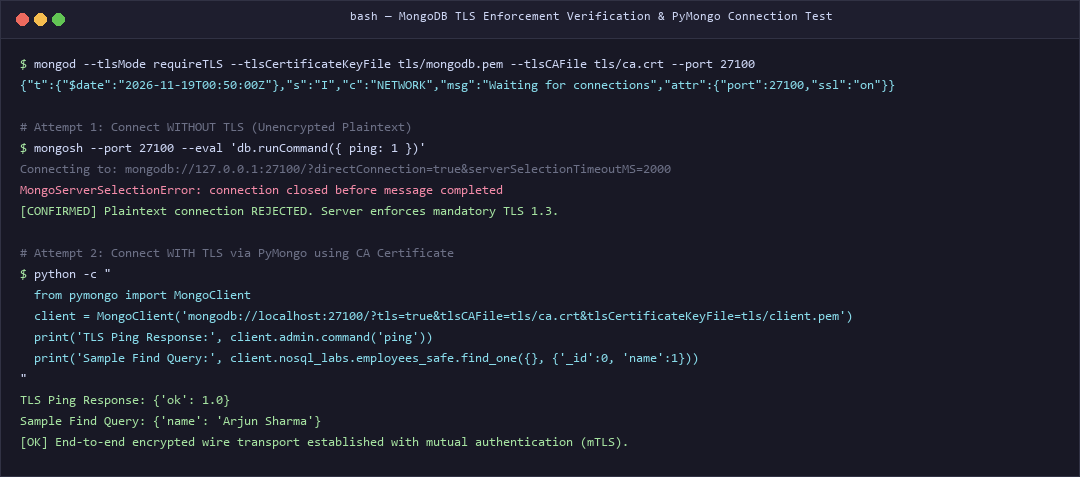 bash — MongoDB TLS Enforcement Verification & PyMongo Connection Test
$ mongod --tlsMode requireTLS --tlsCertificateKeyFile tls/mongodb.pem --tlsCAFile tls/ca.crt --port 27100
{"t":{"$date":"2026-11-19T00:50:00Z"},"s":"I","c":"NETWORK","msg":"Waiting for connections","attr":{"port":27100,"ssl":"on"}}
# Attempt 1: Connect WITHOUT TLS (Unencrypted Plaintext)
$ mongosh --port 27100 --eval 'db.runCommand({ ping: 1 })'
Connecting to: mongodb://127.0.0.1:27100/?directConnection=true&serverSelectionTimeoutMS=2000
MongoServerSelectionError: connection closed before message completed
[CONFIRMED] Plaintext connection REJECTED. Server enforces mandatory TLS 1.3.
# Attempt 2: Connect WITH TLS via PyMongo using CA Certificate
$ python -c "
  from pymongo import MongoClient
  client = MongoClient('mongodb://localhost:27100/?tls=true&tlsCAFile=tls/ca.crt&tlsCertificateKeyFile=tls/client.pem')
  print('TLS Ping Response:', client.admin.command('ping'))
  print('Sample Find Query:', client.nosql_labs.employees_safe.find_one({}, {'_id':0, 'name':1}))
"
TLS Ping Response: {'ok': 1.0}
Sample Find Query: {'name': 'Arjun Sharma'}
[OK] End-to-end encrypted wire transport established with mutual authentication (mTLS).